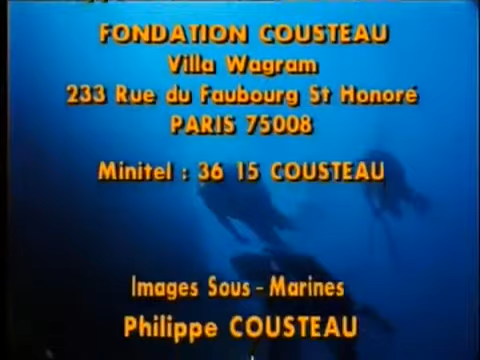 FONDATION COUSTEAU
Villa Wagram
233 Rue du Faubourg St Honoré
PARIS 75008
Minitel : 36 15 COUSTEAU
Images Sous - Marines
Philippe COUSTEAU